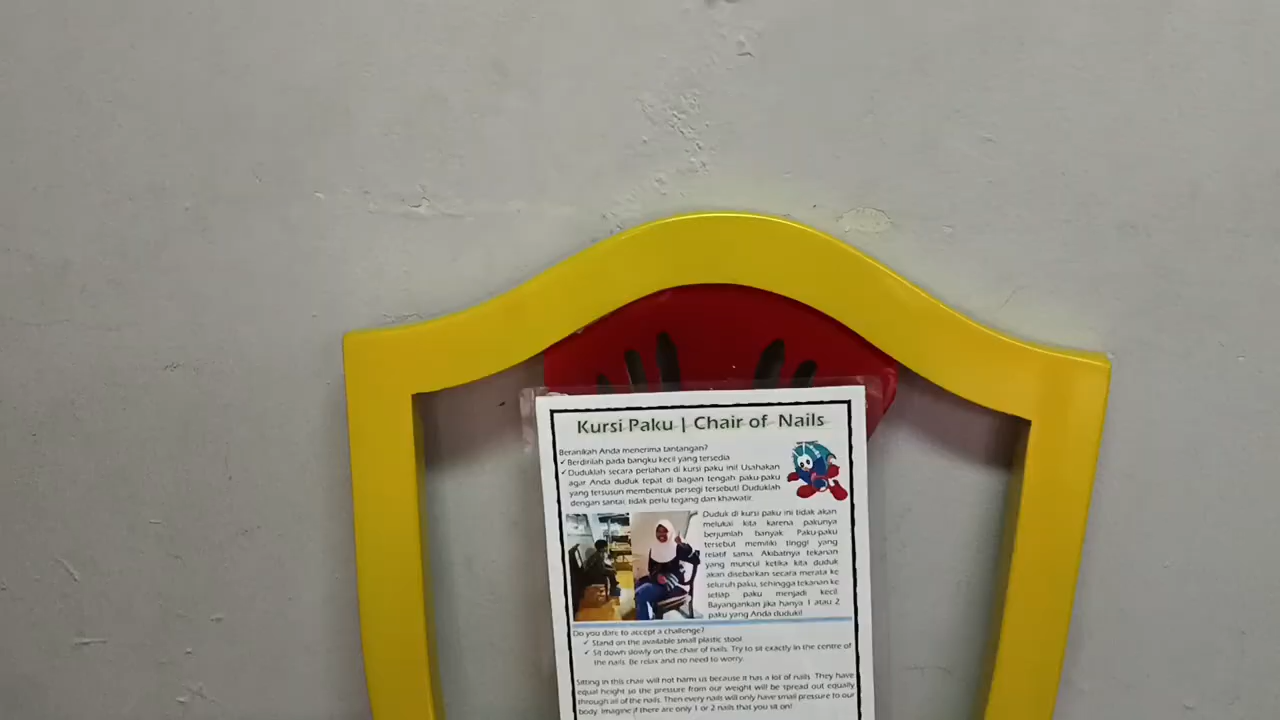 Kursi Paku | Chair of Nails
Beranikah Anda menerima tantangan?
✓ Berdirilah pada bangku kecil yang tersedia
✓ Duduklah secara perlahan di kursi paku ini! Usahakan
agar Anda duduk tepat di bagian tengah paku-paku
yang tersusun membentuk persegi tersebut! Duduklah
dengan santai, tidak perlu tegang dan khawatir.
Duduk di kursi paku ini tidak akan
melukai kita karena pakunya
berjumlah banyak. Paku-paku
tersebut memiliki tinggi yang
relatif sama. Akibatnya tekanan
yang muncul ketika kita duduk
akan disebarkan secara merata ke
seluruh paku, sehingga tekanan ke
setiap paku menjadi kecil.
Bayangankan jika hanya 1 atau 2
paku yang Anda duduki!
Do you dare to accept a challenge?
✓ Stand on the available small plastic stool
✓ Sit down slowly on the chair of nails. Try to sit exactly in the centre of
the nails. Be relax and no need to worry.
Sitting in this chair will not harm us because it has a lot of nails. They have
equal height so the pressure from our weight will be spread out equally
through all of the nails. Then every nails will only have small pressure to our
body. Imagine if there are only 1 or 2 nails that you sit on!